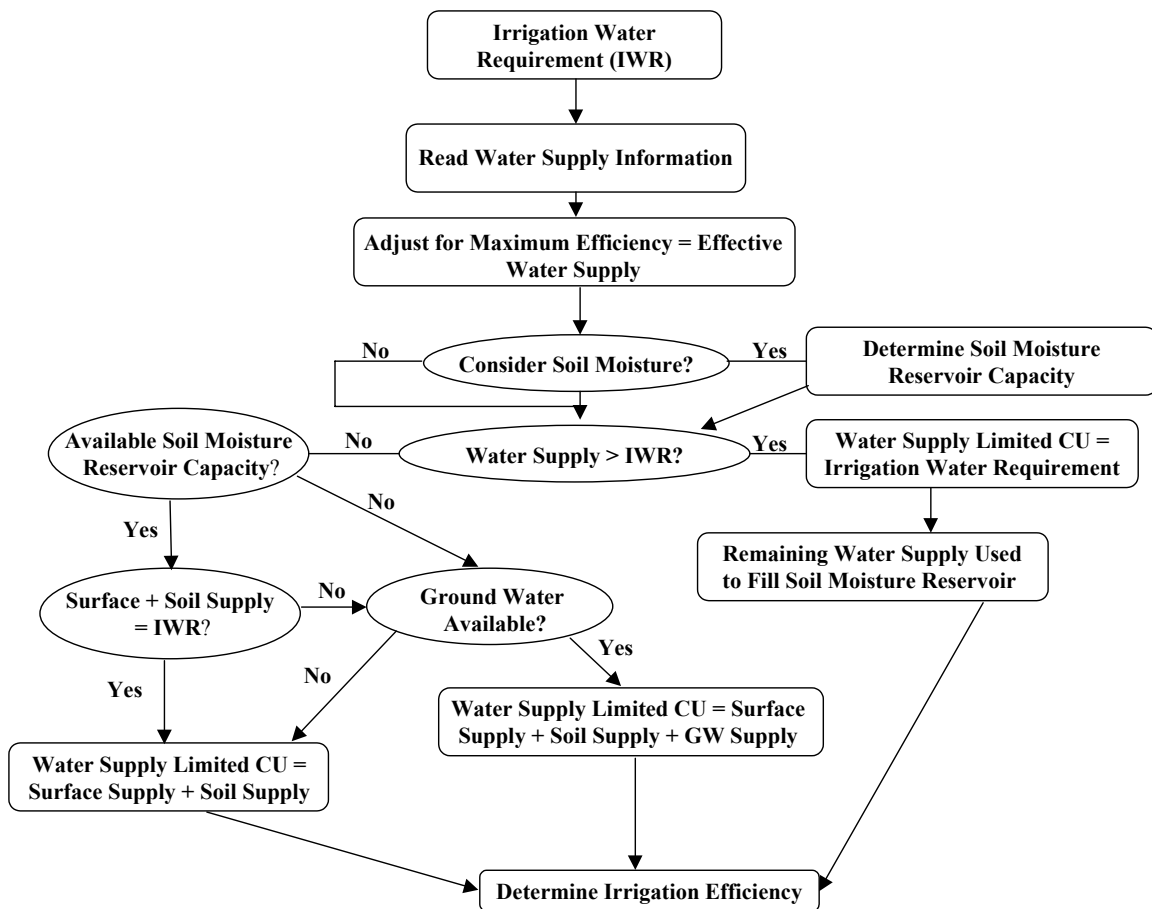 Irrigation Water
Requirement (IWR)
Read Water Supply Information
Adjust for Maximum Efficiency = Effective
Water Supply
No
Consider Soil Moisture?
Yes
Determine Soil Moisture
Reservoir Capacity
Available Soil Moisture
Reservoir Capacity?
No
Water Supply > IWR?
Yes
Water Supply Limited CU =
Irrigation Water Requirement
No
Yes
Remaining Water Supply Used
to Fill Soil Moisture Reservoir
Surface + Soil Supply
= IWR?
No
Ground Water
Available?
Yes
No
Yes
Water Supply Limited CU = Surface
Supply + Soil Supply + GW Supply
Water Supply Limited CU =
Surface Supply + Soil Supply
Determine Irrigation Efficiency